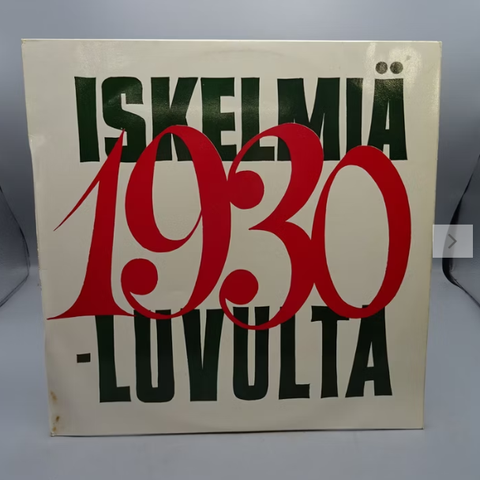 ISKELMIÄ
1930
-LUVULTA